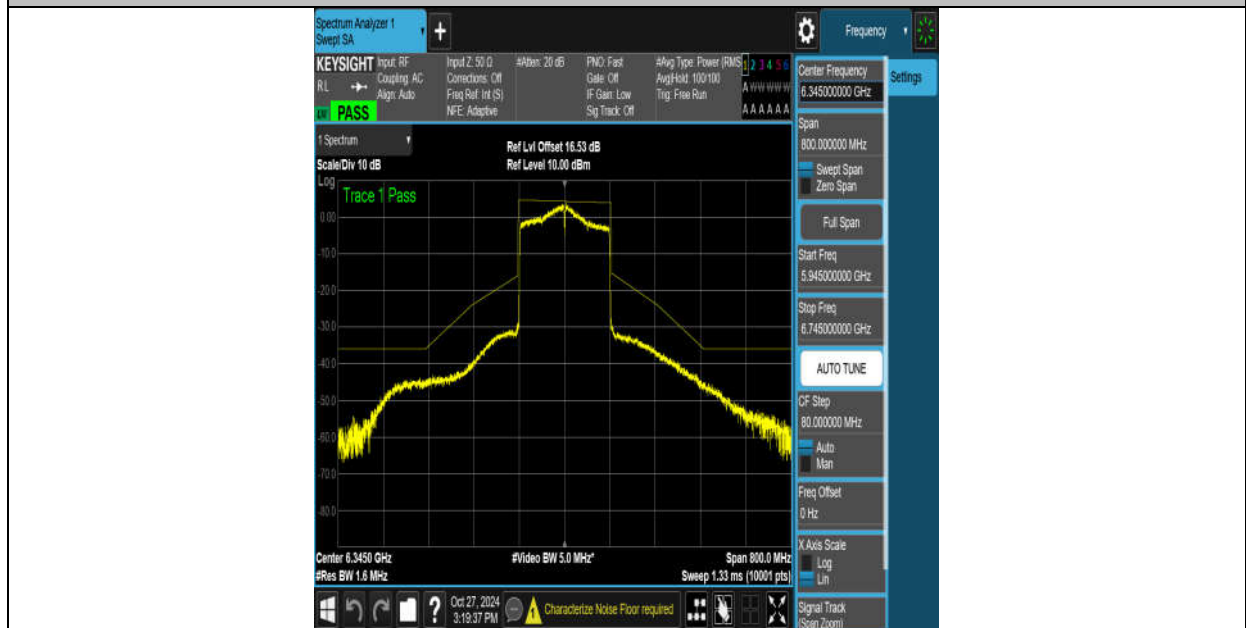 Spectrum Analyzer 1
Swept SA
Frequency
KEYSIGHT
RL
PASS
Input: RF
Coupling: AC
Align: Auto
Input Z: 50 Ω
Corrections: Off
Freq Ref: Int (S)
NFE: Adaptive
#Atten: 20 dB
PNO: Fast
Gate: Off
IF Gain: Low
Sig Track: Off
#Avg Type: Power (RMS
Avg|Hold: 100/100
Trig: Free Run
1 2 3 4 5 6
A W W W W W
A A A A A A
1 Spectrum
Scale/Div 10 dB
Ref Lvl Offset 16.53 dB
Ref Level 10.00 dBm
Log
Trace 1 Pass
0.00
-10.0
-20.0
-30.0
-40.0
-50.0
-60.0
-70.0
-80.0
Center 6.3450 GHz
#Res BW 1.6 MHz
#Video BW 5.0 MHz*
Span 800.0 MHz
Sweep 1.33 ms (10001 pts)
?
Oct 27, 2024
3:19:37 PM
Characterize Noise Floor required
Center Frequency
6.345000000 GHz
Settings
Span
800.000000 MHz
Swept Span
Zero Span
Full Span
Start Freq
5.945000000 GHz
Stop Freq
6.745000000 GHz
AUTO TUNE
CF Step
80.000000 MHz
Auto
Man
Freq Offset
0 Hz
X Axis Scale
Log
Lin
Signal Track
(Span Zoom)